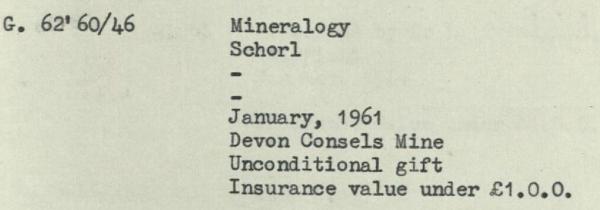 G. 62'60/46 Mineralogy
Schorl
-
-
January, 1961
Devon Consels Mine
Unconditional gift
Insurance value under £1.0.0.